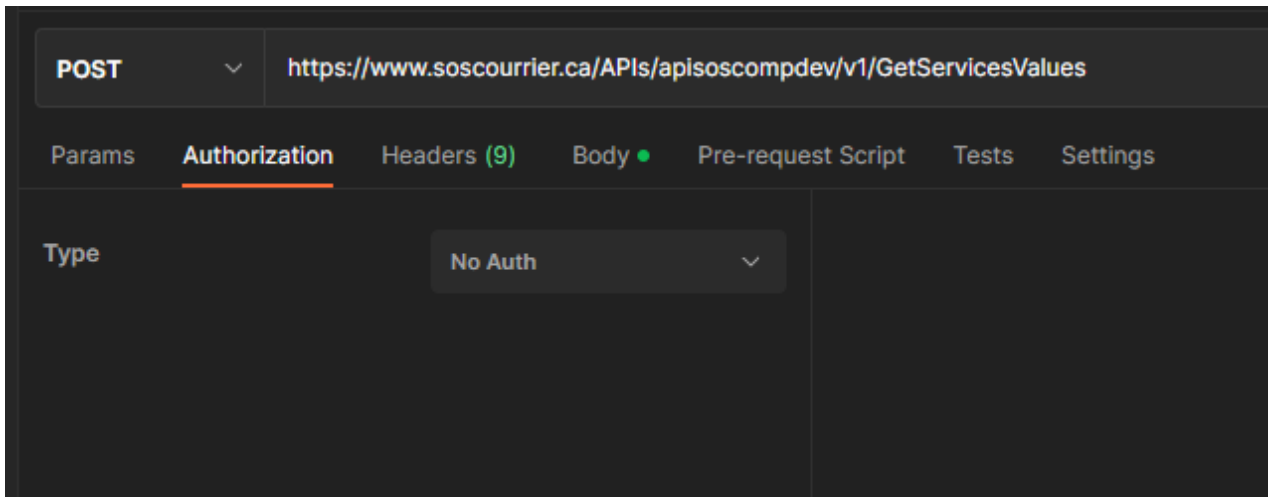 POST https://www.soscourrier.ca/APIs/apisoscompdev/v1/GetServicesValues
Params Authorization Headers (9) Body Pre-request Script Tests Settings
Type No Auth